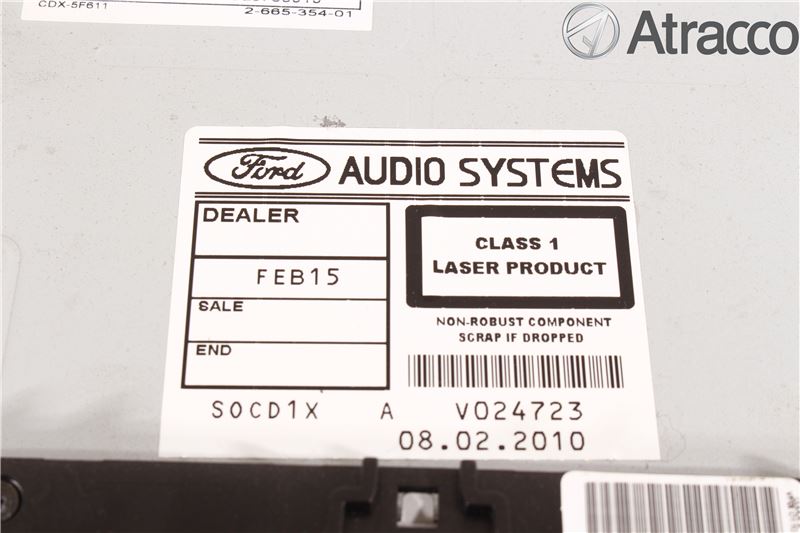 CDX-5F611
2-665-354-01
Atracco
Ford AUDIO SYSTEMS
DEALER
FEB15
SALE
END
CLASS 1
LASER PRODUCT
NON-ROBUST COMPONENT
SCRAP IF DROPPED
SOCD1X A V024723
08.02.2010